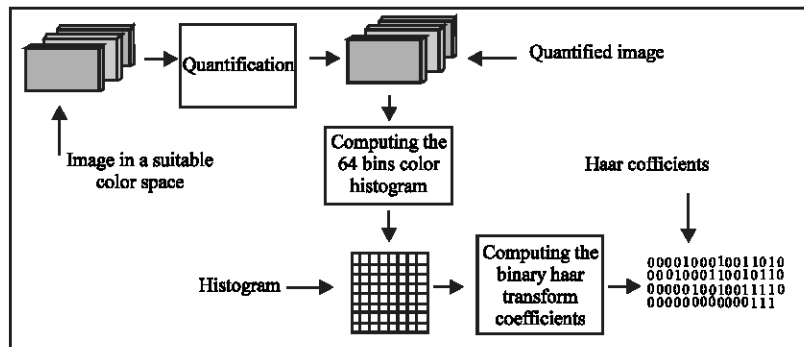 Quantification
Quantified image
Image in a suitable
color space
Computing the
64 bins color
histogram
Haar cofficients
Histogram
Computing the
binary haar
transform
coefficients
0000100010011010
0001000110010110
0000010010011110
0000000000000111